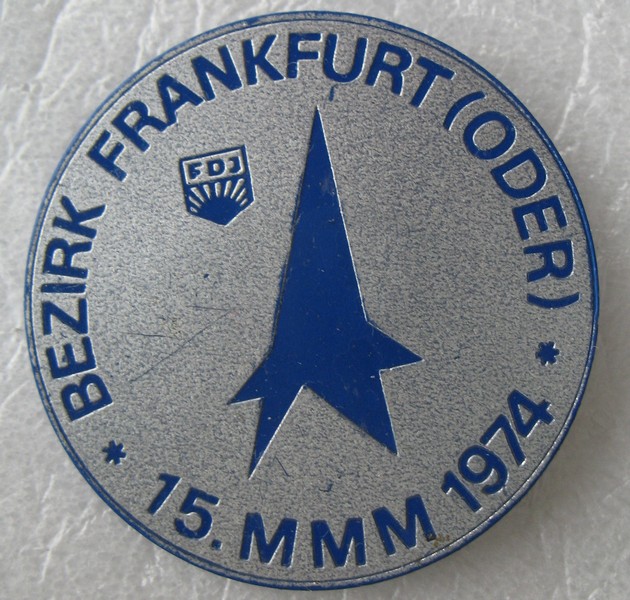 BEZIRK FRANKFURT (ODER)
FDJ
* 15. MMM 1974 *